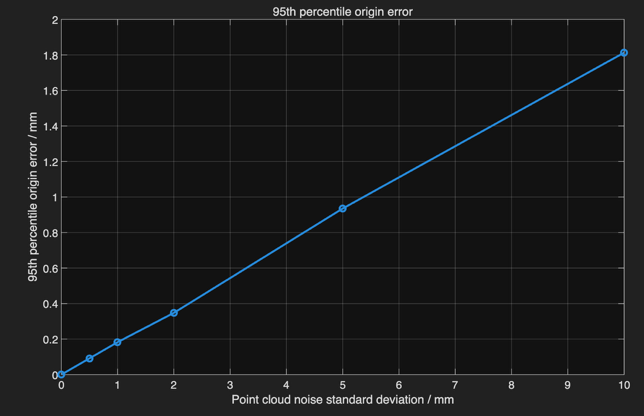 95th percentile origin error
2
1.8
1.6
1.4
1.2
1
0.8
0.6
0.4
0.2
0
95th percentile origin error / mm
0 1 2 3 4 5 6 7 8 9 10
Point cloud noise standard deviation / mm